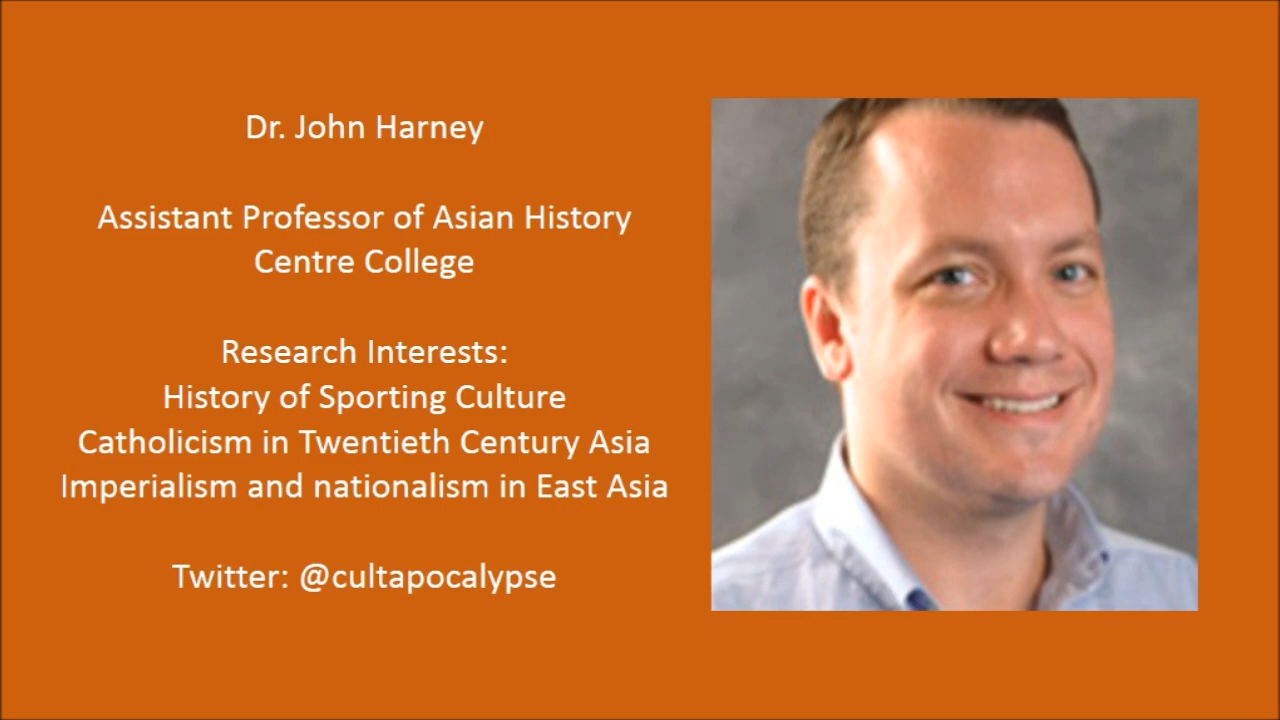 Dr. John Harney
Assistant Professor of Asian History
Centre College
Research Interests:
History of Sporting Culture
Catholicism in Twentieth Century Asia
Imperialism and nationalism in East Asia
Twitter: @cultapocalypse